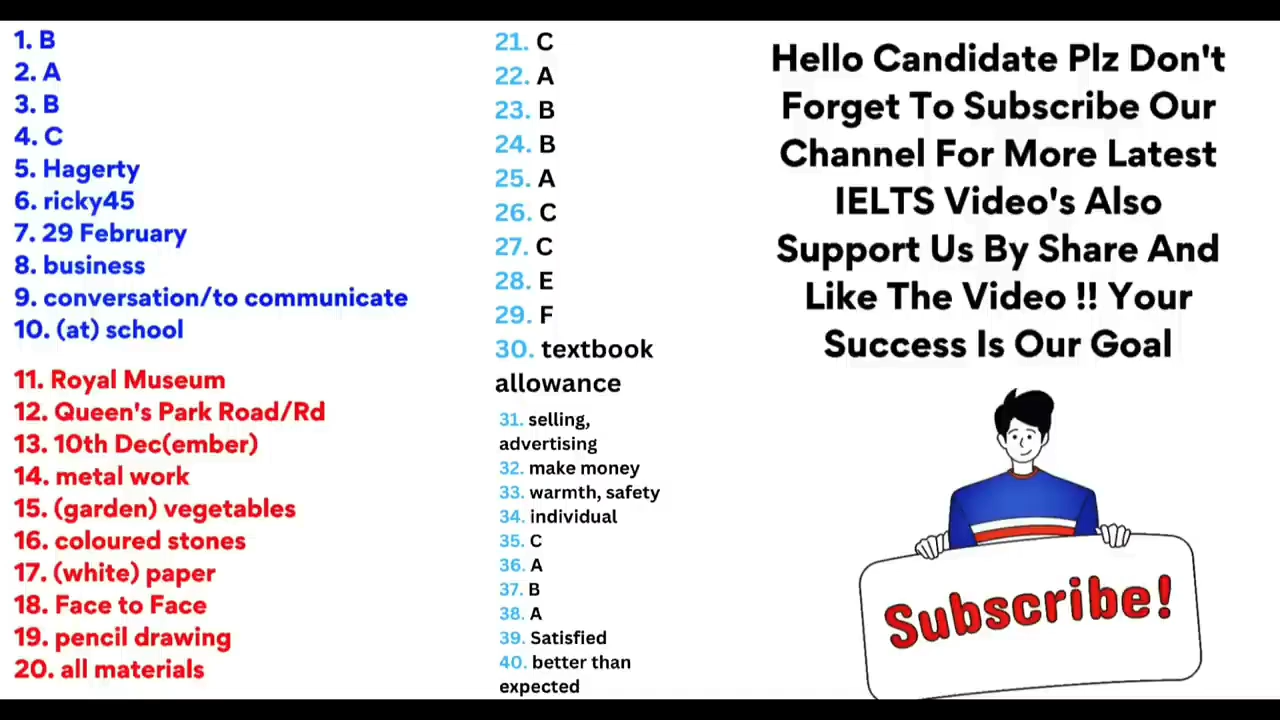 1. B
2. A
3. B
4. C
5. Hagerty
6. ricky45
7. 29 February
8. business
9. conversation/to communicate
10. (at) school
11. Royal Museum
12. Queen's Park Road/Rd
13. 10th Dec(ember)
14. metal work
15. (garden) vegetables
16. coloured stones
17. (white) paper
18. Face to Face
19. pencil drawing
20. all materials
21. C
22. A
23. B
24. B
25. A
26. C
27. C
28. E
29. F
30. textbook
allowance
31. selling,
advertising
32. make money
33. warmth, safety
34. individual
35. C
36. A
37. B
38. A
39. Satisfied
40. better than
expected
Hello Candidate Plz Don't
Forget To Subscribe Our
Channel For More Latest
IELTS Video's Also
Support Us By Share And
Like The Video !! Your
Success Is Our Goal
Subscribe!